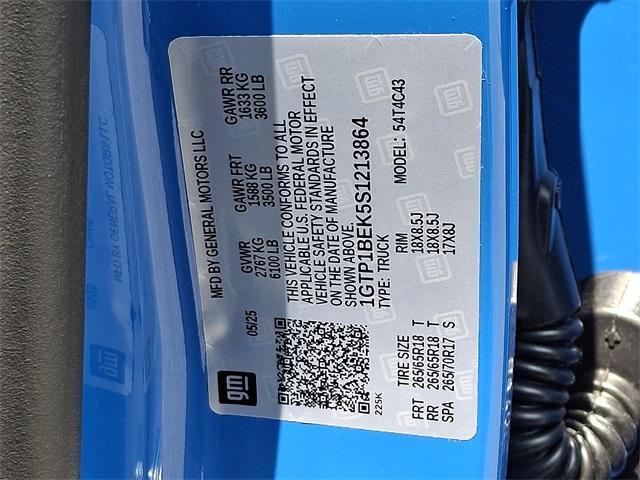 gm
MFD BY GENERAL MOTORS LLC
05/25
GVWR GAWR FRT GAWR RR
2767 KG 1588 KG 1633 KG
6100 LB 3500 LB 3600 LB
THIS VEHICLE CONFORMS TO ALL
APPLICABLE U.S. FEDERAL MOTOR
VEHICLE SAFETY STANDARDS IN EFFECT
ON THE DATE OF MANUFACTURE
SHOWN ABOVE.
1GTP1BEK5S1213864
TYPE: TRUCK MODEL: 54T4C43
225K
TIRE SIZE RIM
FRT 265/65R18 T 18X8.5J
RR 265/65R18 T 18X8.5J
SPA 265/70R17 S 17X8J